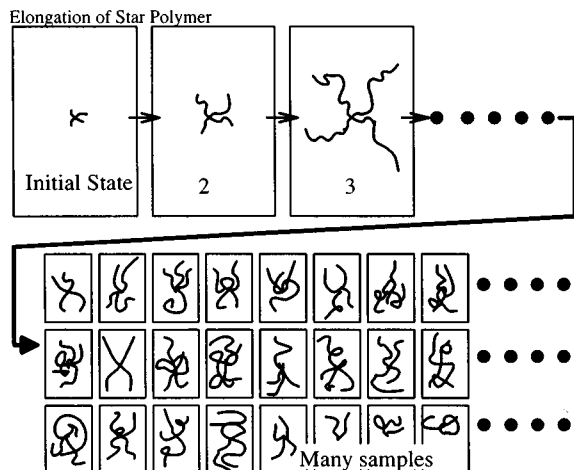 Elongation of Star Polymer
Initial State
2
3
Many samples